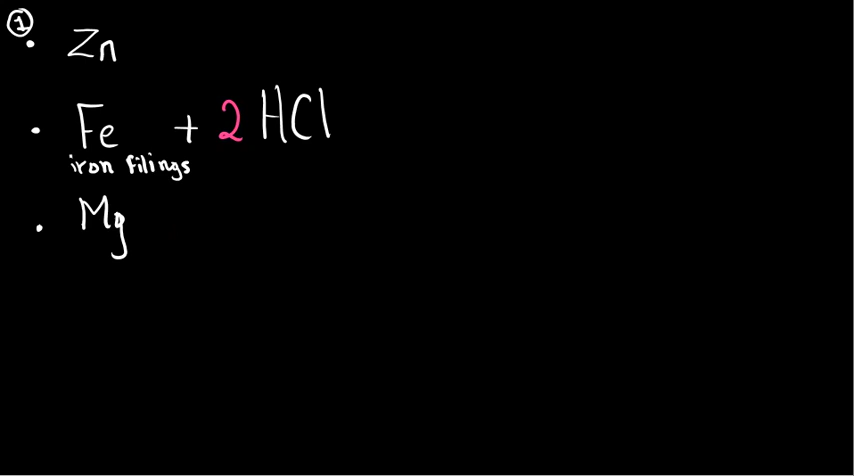 ①
• Zn
• Fe + 2 HCl
iron filings
• Mg